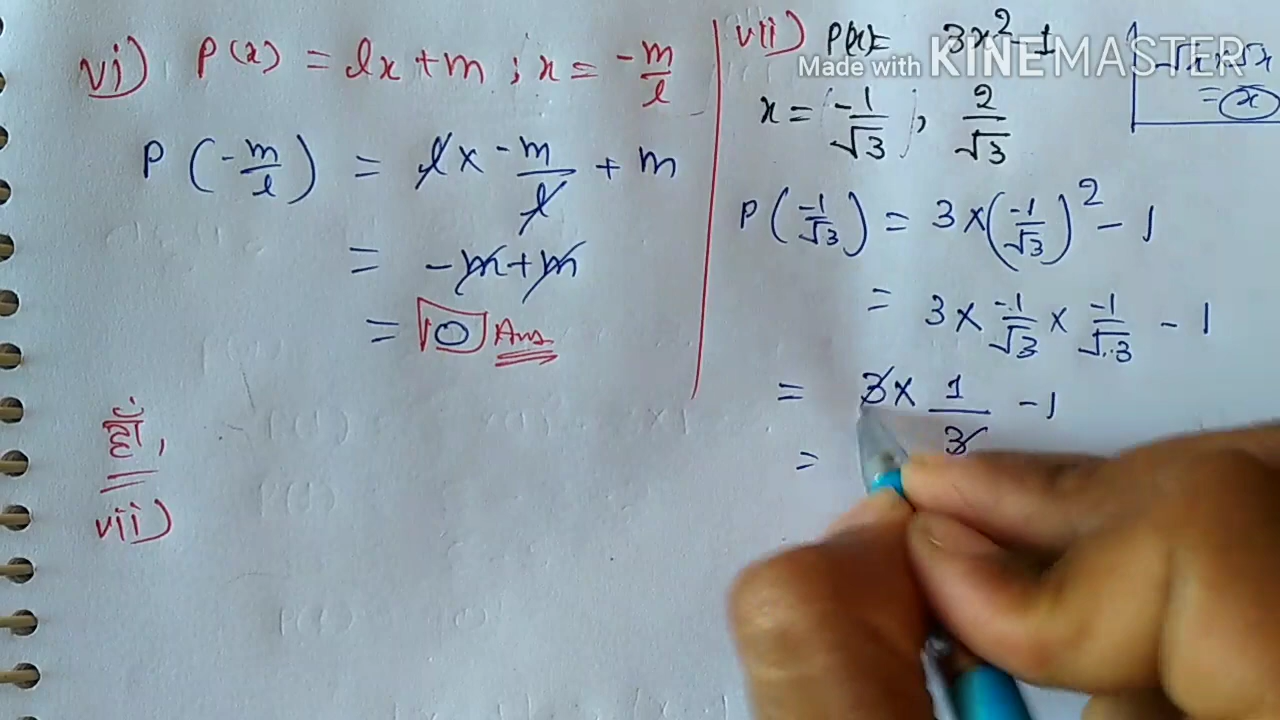 vi) P(x) = lx + m ; x = -m/l
P(-m/l) = l x -m/l + m
= -m + m
= 0 Ans
हाँ,
vii)
vii) P(x) = 3x² - 1
Made with KINEMASTER
x = (-1/√3), 2/√3
√x × √x
= x
P(-1/√3) = 3 × (-1/√3)² - 1
= 3 × -1/√3 × -1/√3 - 1
= 3 × 1/3 - 1
=